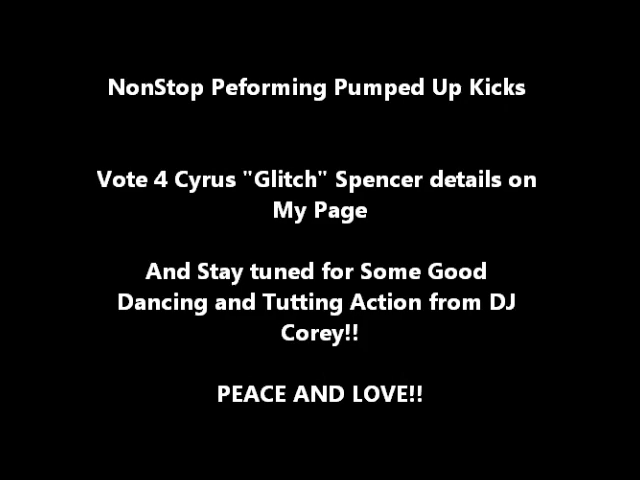 NonStop Peforming Pumped Up Kicks
Vote 4 Cyrus "Glitch" Spencer details on
My Page
And Stay tuned for Some Good
Dancing and Tutting Action from DJ
Corey!!
PEACE AND LOVE!!